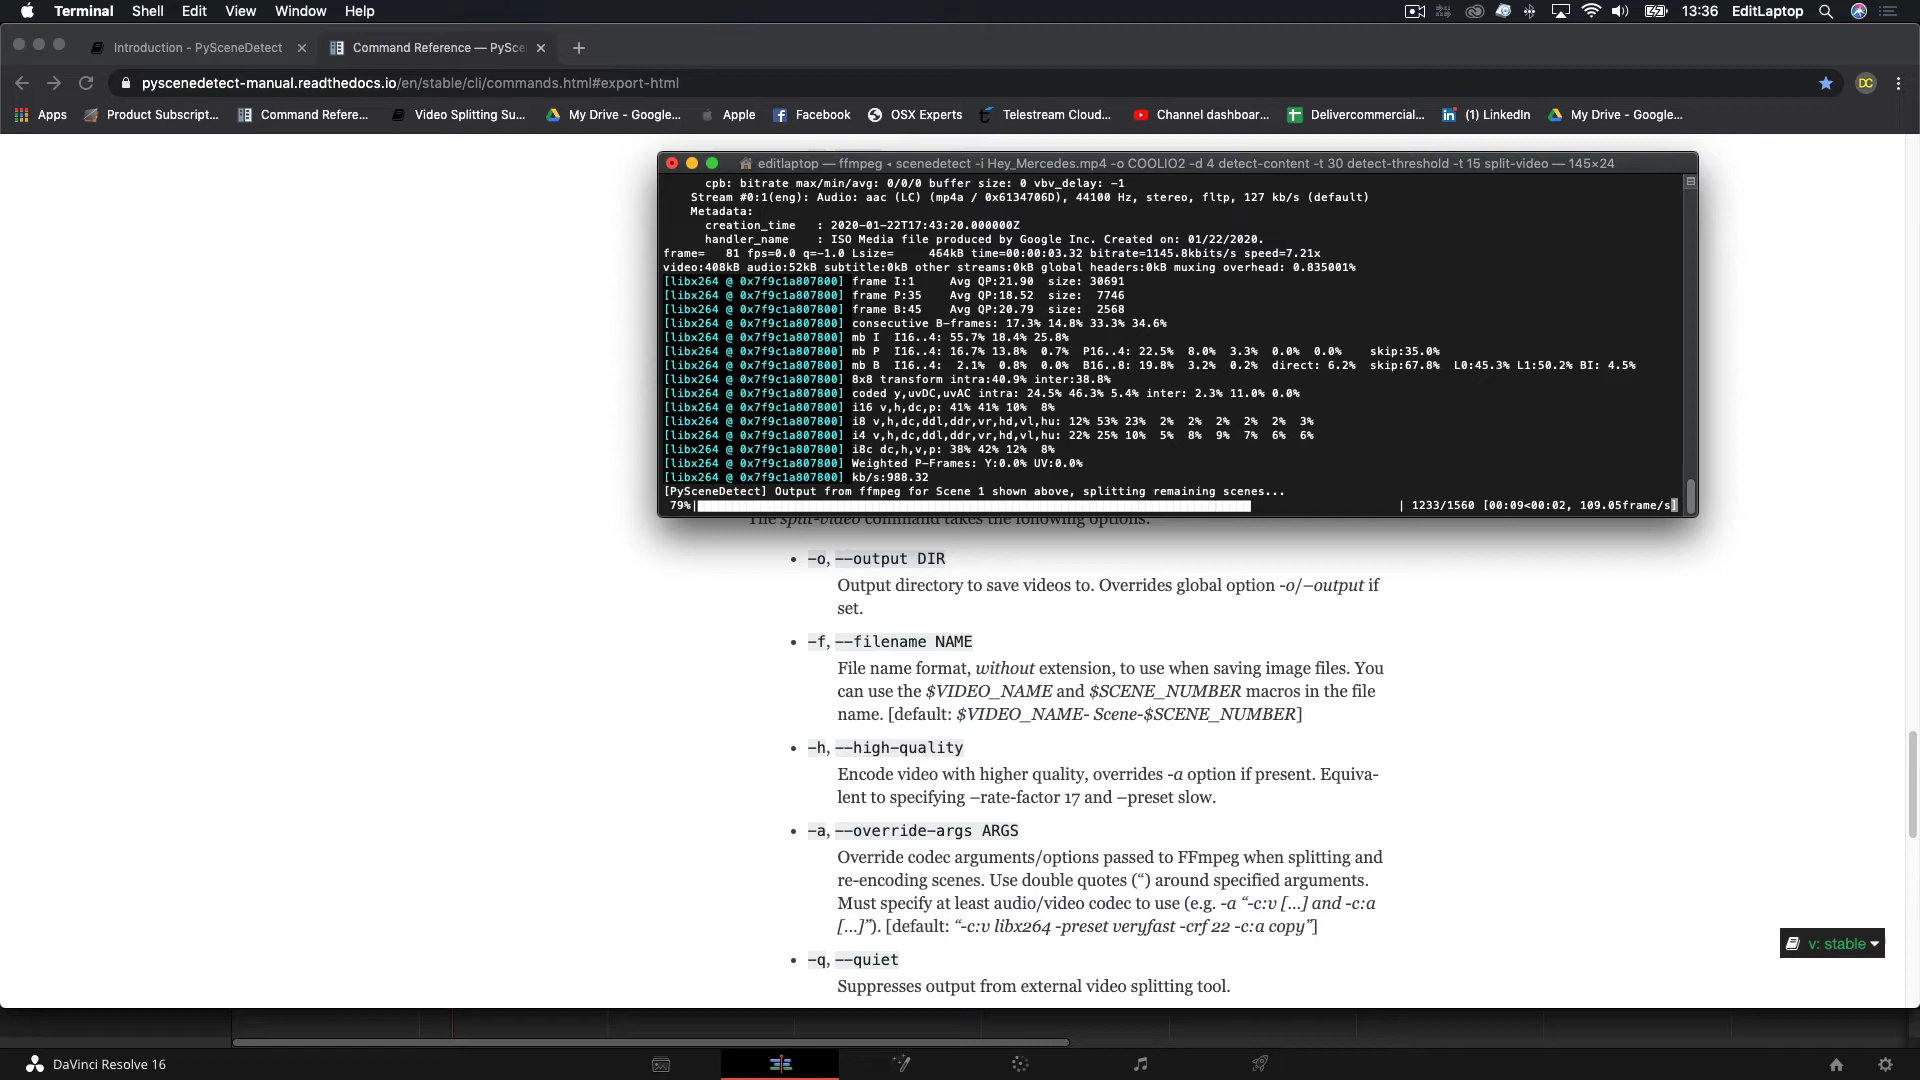 Terminal Shell Edit View Window Help 13:36 EditLaptop
Introduction - PySceneDetect Command Reference — PySce
pyscenedetect-manual.readthedocs.io/en/stable/cli/commands.html#export-html DC
Apps Product Subscript... Command Refere... Video Splitting Su... My Drive - Google... Apple Facebook OSX Experts Telestream Cloud... Channel dashboar... Delivercommercial... (1) LinkedIn My Drive - Google...
editlaptop — ffmpeg ◂ scenedetect -i Hey_Mercedes.mp4 -o COOLIO2 -d 4 detect-content -t 30 detect-threshold -t 15 split-video — 145×24
cpb: bitrate max/min/avg: 0/0/0 buffer size: 0 vbv_delay: -1
Stream #0:1(eng): Audio: aac (LC) (mp4a / 0x6134706D), 44100 Hz, stereo, fltp, 127 kb/s (default)
Metadata:
creation_time : 2020-01-22T17:43:20.000000Z
handler_name : ISO Media file produced by Google Inc. Created on: 01/22/2020.
frame= 81 fps=0.0 q=-1.0 Lsize= 464kB time=00:00:03.32 bitrate=1145.8kbits/s speed=7.21x
video:408kB audio:52kB subtitle:0kB other streams:0kB global headers:0kB muxing overhead: 0.835001%
[libx264 @ 0x7f9c1a807800] frame I:1 Avg QP:21.90 size: 30691
[libx264 @ 0x7f9c1a807800] frame P:35 Avg QP:18.52 size: 7746
[libx264 @ 0x7f9c1a807800] frame B:45 Avg QP:20.79 size: 2568
[libx264 @ 0x7f9c1a807800] consecutive B-frames: 17.3% 14.8% 33.3% 34.6%
[libx264 @ 0x7f9c1a807800] mb I I16..4: 55.7% 18.4% 25.8%
[libx264 @ 0x7f9c1a807800] mb P I16..4: 16.7% 13.8% 0.7% P16..4: 22.5% 8.0% 3.3% 0.0% 0.0% skip:35.0%
[libx264 @ 0x7f9c1a807800] mb B I16..4: 2.1% 0.8% 0.0% B16..8: 19.8% 3.2% 0.2% direct: 6.2% skip:67.8% L0:45.3% L1:50.2% BI: 4.5%
[libx264 @ 0x7f9c1a807800] 8x8 transform intra:40.9% inter:38.8%
[libx264 @ 0x7f9c1a807800] coded y,uvDC,uvAC intra: 24.5% 46.3% 5.4% inter: 2.3% 11.0% 0.0%
[libx264 @ 0x7f9c1a807800] i16 v,h,dc,p: 41% 41% 10% 8%
[libx264 @ 0x7f9c1a807800] i8 v,h,dc,ddl,ddr,vr,hd,vl,hu: 12% 53% 23% 2% 2% 2% 2% 2% 3%
[libx264 @ 0x7f9c1a807800] i4 v,h,dc,ddl,ddr,vr,hd,vl,hu: 22% 25% 10% 5% 8% 9% 7% 6% 6%
[libx264 @ 0x7f9c1a807800] i8c dc,h,v,p: 38% 42% 12% 8%
[libx264 @ 0x7f9c1a807800] Weighted P-Frames: Y:0.0% UV:0.0%
[libx264 @ 0x7f9c1a807800] kb/s:988.32
[PySceneDetect] Output from ffmpeg for Scene 1 shown above, splitting remaining scenes...
79%| | 1233/1560 [00:09<00:02, 109.05frame/s]
The split-video command takes the following options:
• -o, --output DIR
Output directory to save videos to. Overrides global option -o/–output if
set.
• -f, --filename NAME
File name format, without extension, to use when saving image files. You
can use the $VIDEO_NAME and $SCENE_NUMBER macros in the file
name. [default: $VIDEO_NAME- Scene-$SCENE_NUMBER]
• -h, --high-quality
Encode video with higher quality, overrides -a option if present. Equiva-
lent to specifying –rate-factor 17 and –preset slow.
• -a, --override-args ARGS
Override codec arguments/options passed to FFmpeg when splitting and
re-encoding scenes. Use double quotes (“) around specified arguments.
Must specify at least audio/video codec to use (e.g. -a “-c:v [...] and -c:a
[...]”). [default: “-c:v libx264 -preset veryfast -crf 22 -c:a copy”]
v: stable
• -q, --quiet
Suppresses output from external video splitting tool.
DaVinci Resolve 16